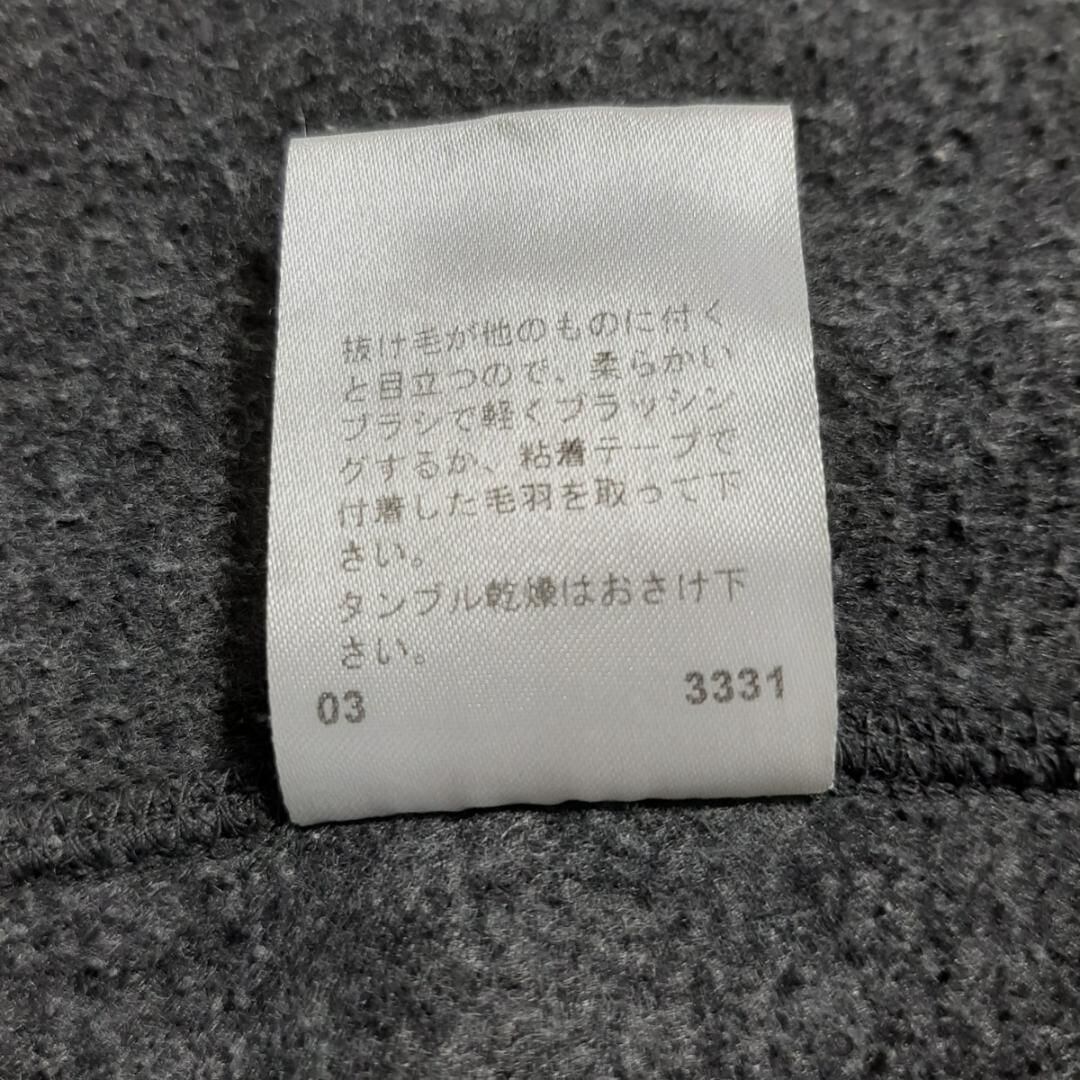 抜け毛が他のものに付く
と目立つので、柔らかい
ブラシで軽くブラッシン
グするか、粘着テープで
付着した毛羽を取って下
さい。
タンブル乾燥はおさけ下
さい。
03 3331